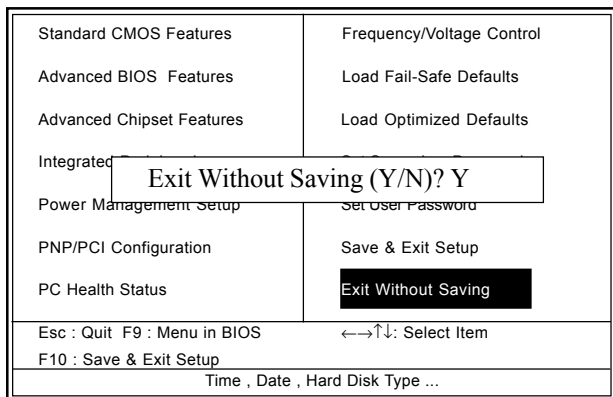 Standard CMOS Features
Advanced BIOS Features
Advanced Chipset Features
Integrated
Power Management Setup
PNP/PCI Configuration
PC Health Status
Frequency/Voltage Control
Load Fail-Safe Defaults
Load Optimized Defaults
Set User Password
Save & Exit Setup
Exit Without Saving
Exit Without Saving (Y/N)? Y
Esc : Quit F9 : Menu in BIOS
F10 : Save & Exit Setup
←→↑↓: Select Item
Time , Date , Hard Disk Type ...